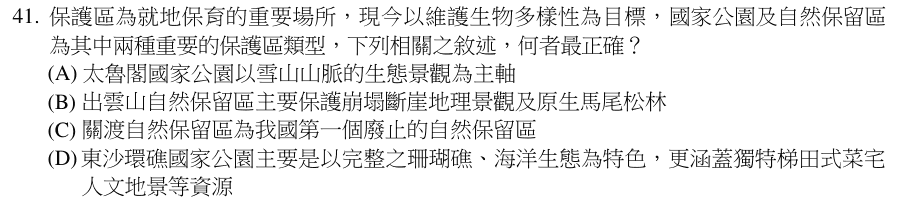 41. 保護區為就地保育的重要場所，現今以維護生物多樣性為目標，國家公園及自然保留區
為其中兩種重要的保護區類型，下列相關之敘述，何者最正確？
(A) 太魯閣國家公園以雪山山脈的生態景觀為主軸
(B) 出雲山自然保留區主要保護崩塌斷崖地理景觀及原生馬尾松林
(C) 關渡自然保留區為我國第一個廢止的自然保留區
(D) 東沙環礁國家公園主要是以完整之珊瑚礁、海洋生態為特色，更涵蓋獨特梯田式菜宅
人文地景等資源